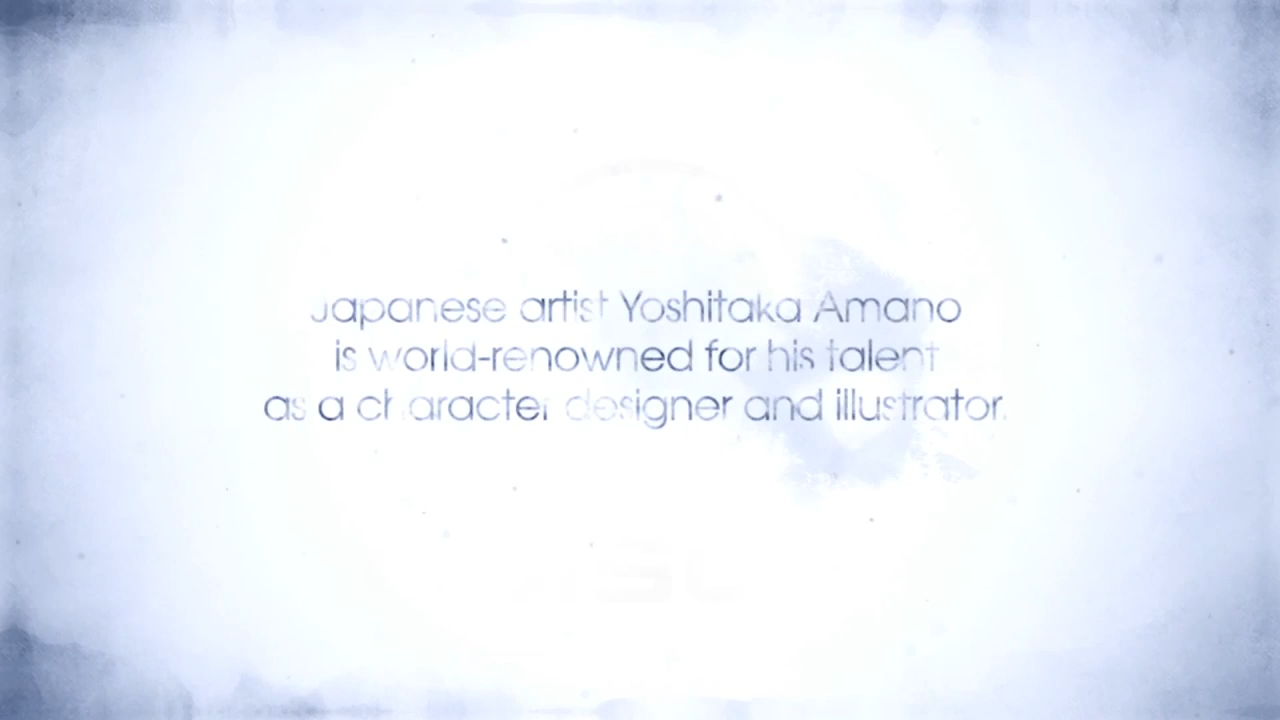 Japanese artist Yoshitaka Amano
is world-renowned for his talent
as a character designer and illustrator.